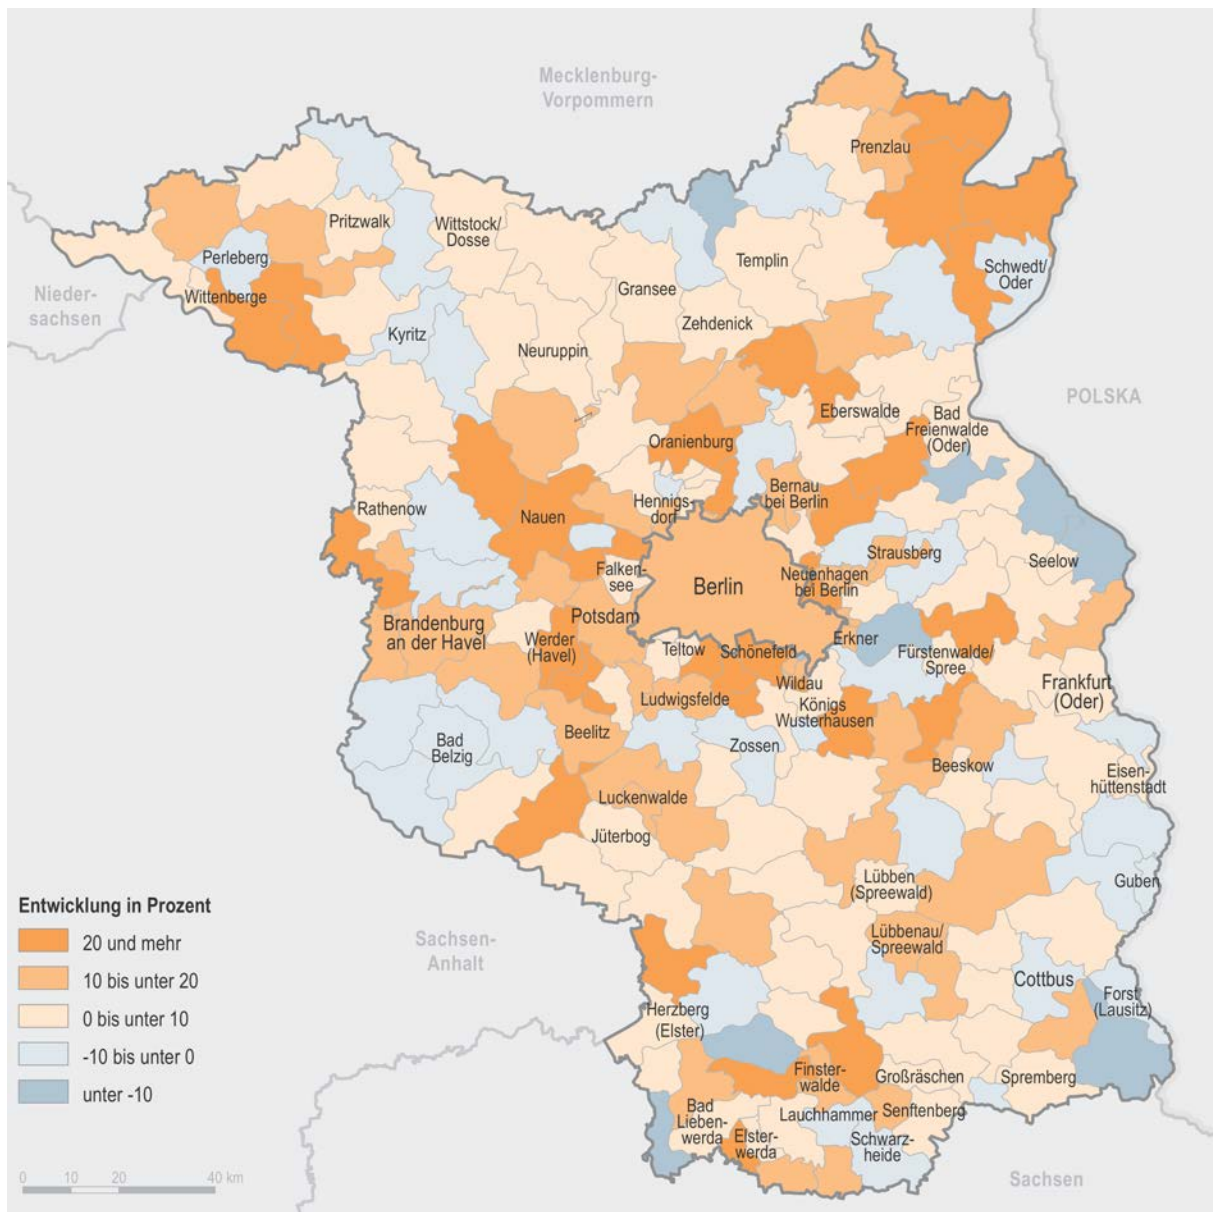 Mecklenburg-
Vorpommern
Prenzlau
Pritzwalk
Wittstock/
Dosse
Perleberg
Templin
Schwedt/
Oder
Nieder-
sachsen
Wittenberge
Gransee
Zehdenick
Kyritz
Neuruppin
POLSKA
Eberswalde
Bad
Freienwalde
(Oder)
Oranienburg
Rathenow
Nauen
Hennigs-
dorf
Bernau
bei Berlin
Strausberg
Seelow
Falken-
see
Berlin
Neuenhagen
bei Berlin
Brandenburg
an der Havel
Werder
(Havel)
Potsdam
Teltow
Schönefeld
Erkner
Fürstenwalde/
Spree
Frankfurt
(Oder)
Wildau
Ludwigsfelde
Königs
Wusterhausen
Beelitz
Bad
Belzig
Zossen
Beeskow
Eisen-
hüttenstadt
Luckenwalde
Jüterbog
Lübben
(Spreewald)
Guben
Lübbenau/
Spreewald
Sachsen-
Anhalt
Cottbus
Forst
(Lausitz)
Herzberg
(Elster)
Finster-
walde
Großräschen
Spremberg
Bad
Lieben-
werda
Lauchhammer
Senftenberg
Elster-
werda
Schwarz-
heide
Sachsen
Entwicklung in Prozent
20 und mehr
10 bis unter 20
0 bis unter 10
-10 bis unter 0
unter -10
0 10 20 40 km